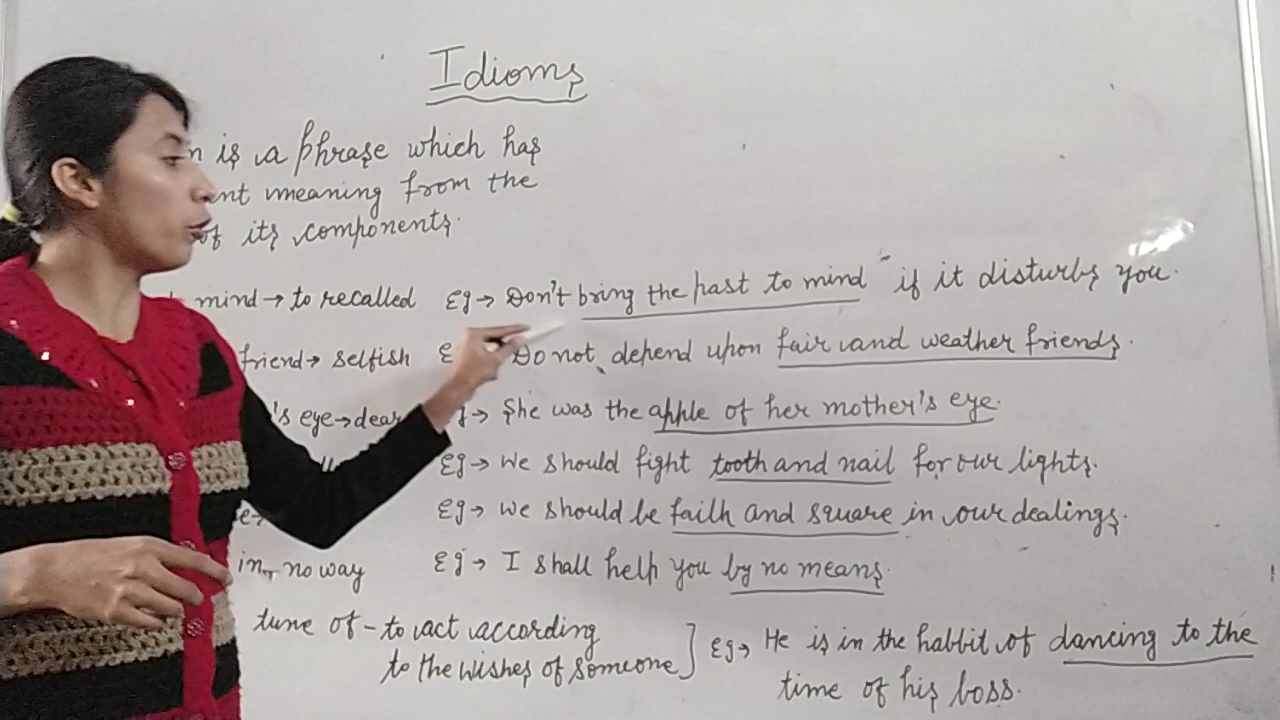 Idioms
is a phrase which has
meaning from the
of its components.
mind → to recalled Eg → Don't bring the past to mind if it disturbs you.
friend → selfish Do not depend upon fair and weather friends.
's eye → dear → She was the apple of her mother's eye.
Eg → we should fight tooth and nail for our lights.
Eg → we should be faith and square in our dealings.
in no way Eg → I shall help you by no means.
tune of - to act according
to the wishes of someone] Eg → He is in the habbit of dancing to the
time of his boss.